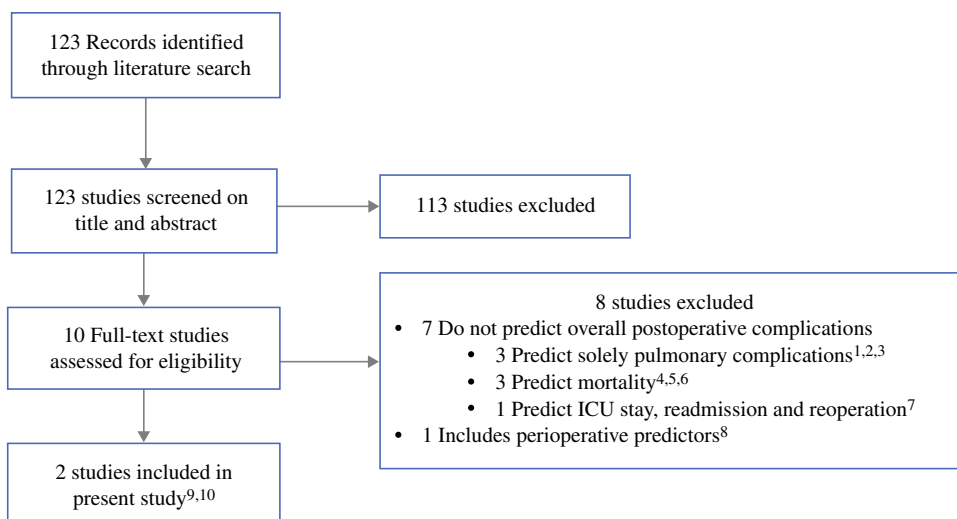 123 Records identified
through literature search
123 studies screened on
title and abstract
113 studies excluded
10 Full-text studies
assessed for eligibility
8 studies excluded
• 7 Do not predict overall postoperative complications
• 3 Predict solely pulmonary complications1,2,3
• 3 Predict mortality4,5,6
• 1 Predict ICU stay, readmission and reoperation7
• 1 Includes perioperative predictors8
2 studies included in
present study9,10